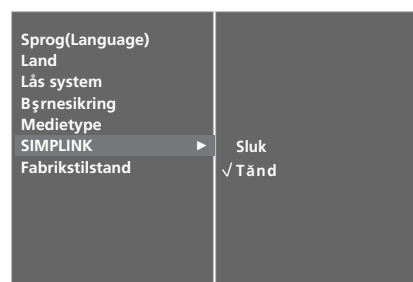 Sprog(Language)
Land
Lås system
Bşrnesikring
Medietype
SIMPLINK ►
Sluk
Fabrikstilstand
√ Tănd